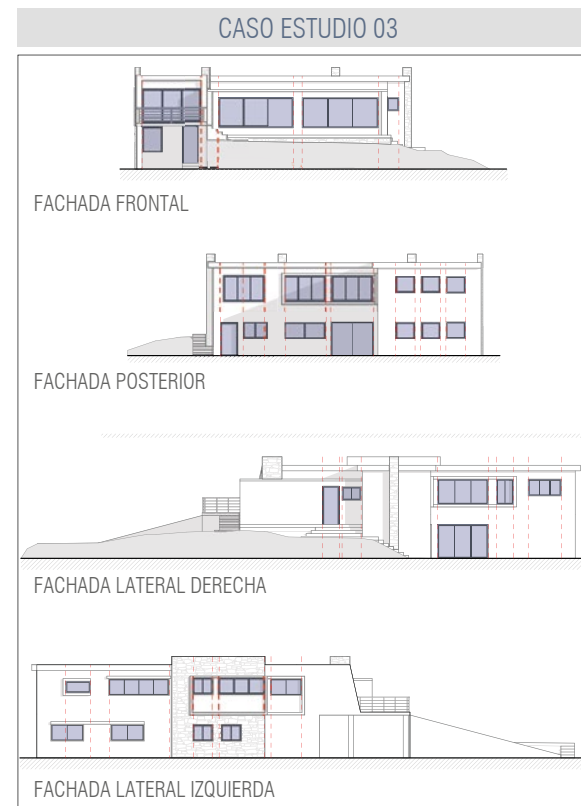 CASO ESTUDIO 03
FACHADA FRONTAL
FACHADA POSTERIOR
FACHADA LATERAL DERECHA
FACHADA LATERAL IZQUIERDA